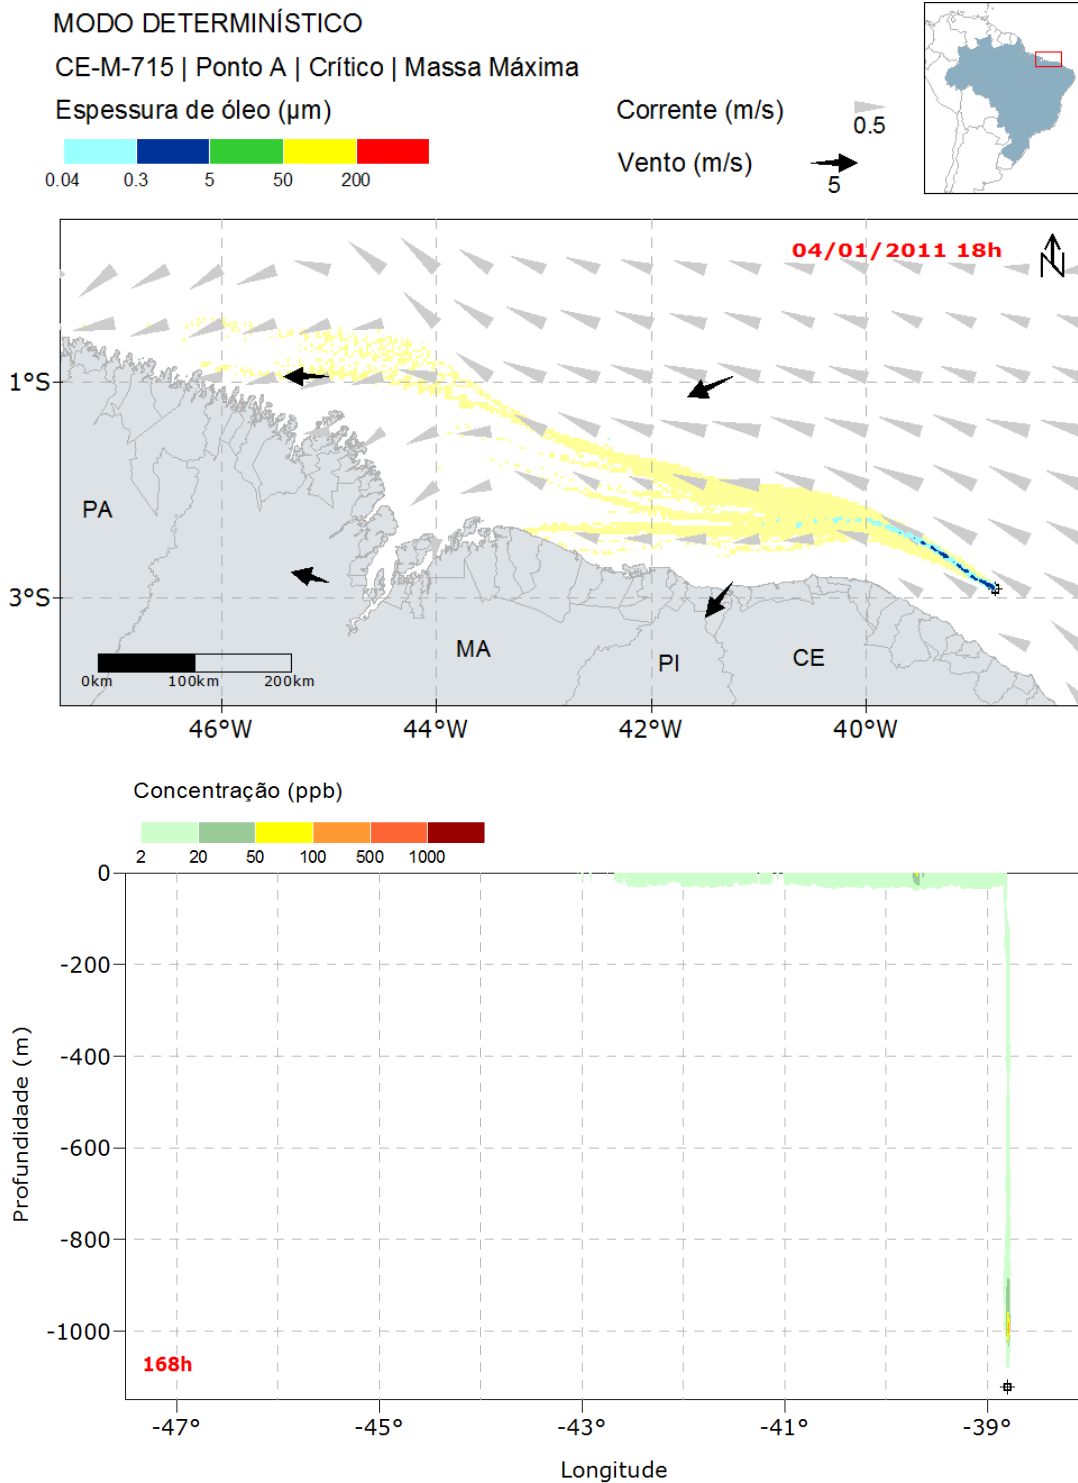 MODO DETERMINÍSTICO
CE-M-715 | Ponto A | Crítico | Massa Máxima
Espessura de óleo (µm)
0.04 0.3 5 50 200
Corrente (m/s)
0.5
Vento (m/s)
5
04/01/2011 18h
N
1°S
3°S
PA
MA
PI
CE
0km 100km 200km
46°W 44°W 42°W 40°W
Concentração (ppb)
2 20 50 100 500 1000
0
-200
-400
-600
-800
-1000
Profundidade (m)
168h
-47° -45° -43° -41° -39°
Longitude